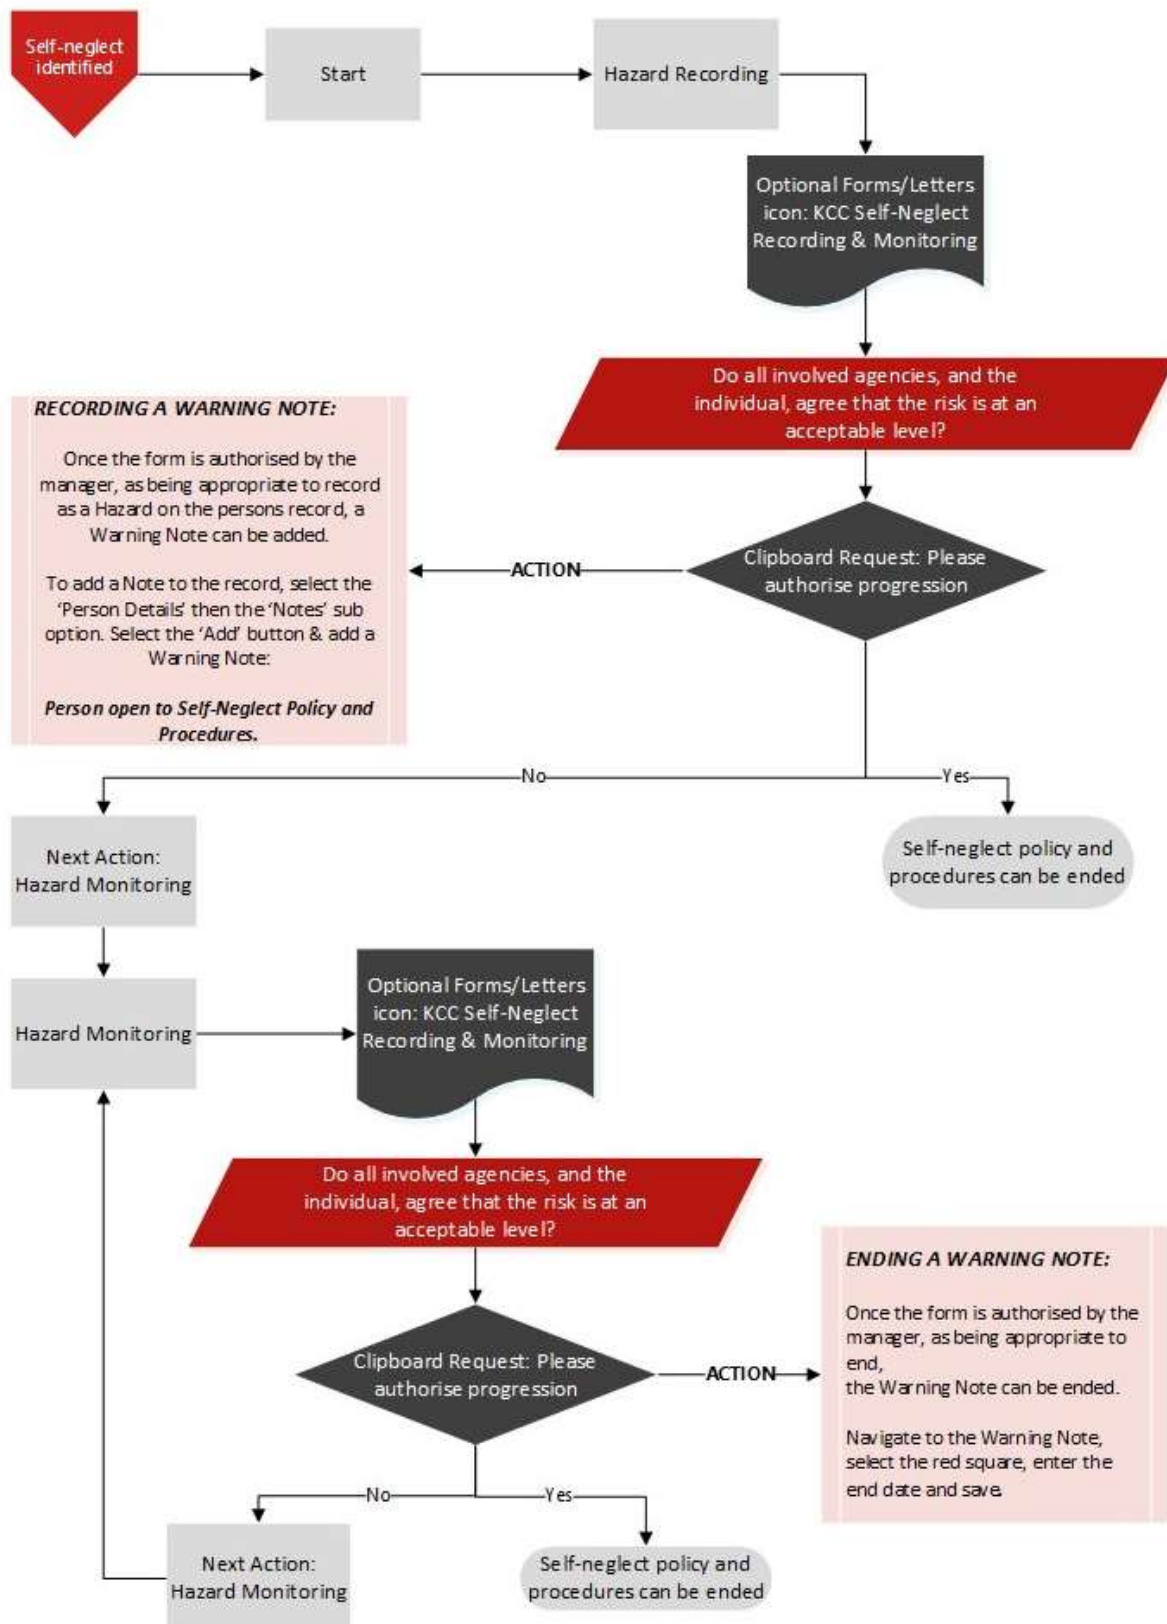 Self-neglect
identified
Start
Hazard Recording
Optional Forms/Letters
icon: KCC Self-Neglect
Recording & Monitoring
Do all involved agencies, and the
individual, agree that the risk is at an
acceptable level?
Clipboard Request: Please
authorise progression
ACTION
RECORDING A WARNING NOTE:
Once the form is authorised by the
manager, as being appropriate to record
as a Hazard on the persons record, a
Warning Note can be added.
To add a Note to the record, select the
‘Person Details’ then the ‘Notes’ sub
option. Select the ‘Add’ button & add a
Warning Note:
Person open to Self-Neglect Policy and
Procedures.
No
Yes
Next Action:
Hazard Monitoring
Self-neglect policy and
procedures can be ended
Hazard Monitoring
Optional Forms/Letters
icon: KCC Self-Neglect
Recording & Monitoring
Do all involved agencies, and the
individual, agree that the risk is at an
acceptable level?
Clipboard Request: Please
authorise progression
ACTION
ENDING A WARNING NOTE:
Once the form is authorised by the
manager, as being appropriate to
end,
the Warning Note can be ended.
Navigate to the Warning Note,
select the red square, enter the
end date and save.
No
Yes
Next Action:
Hazard Monitoring
Self-neglect policy and
procedures can be ended